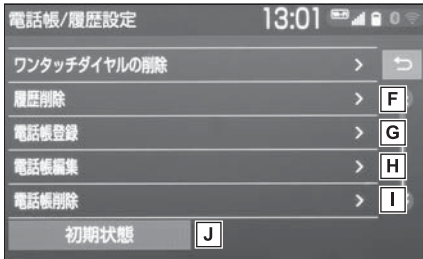 電話帳/履歴設定 13:01 0
ワンタッチダイヤルの削除 >
履歴削除 > F
電話帳登録 > G
電話帳編集 > H
電話帳削除 > I
初期状態 J